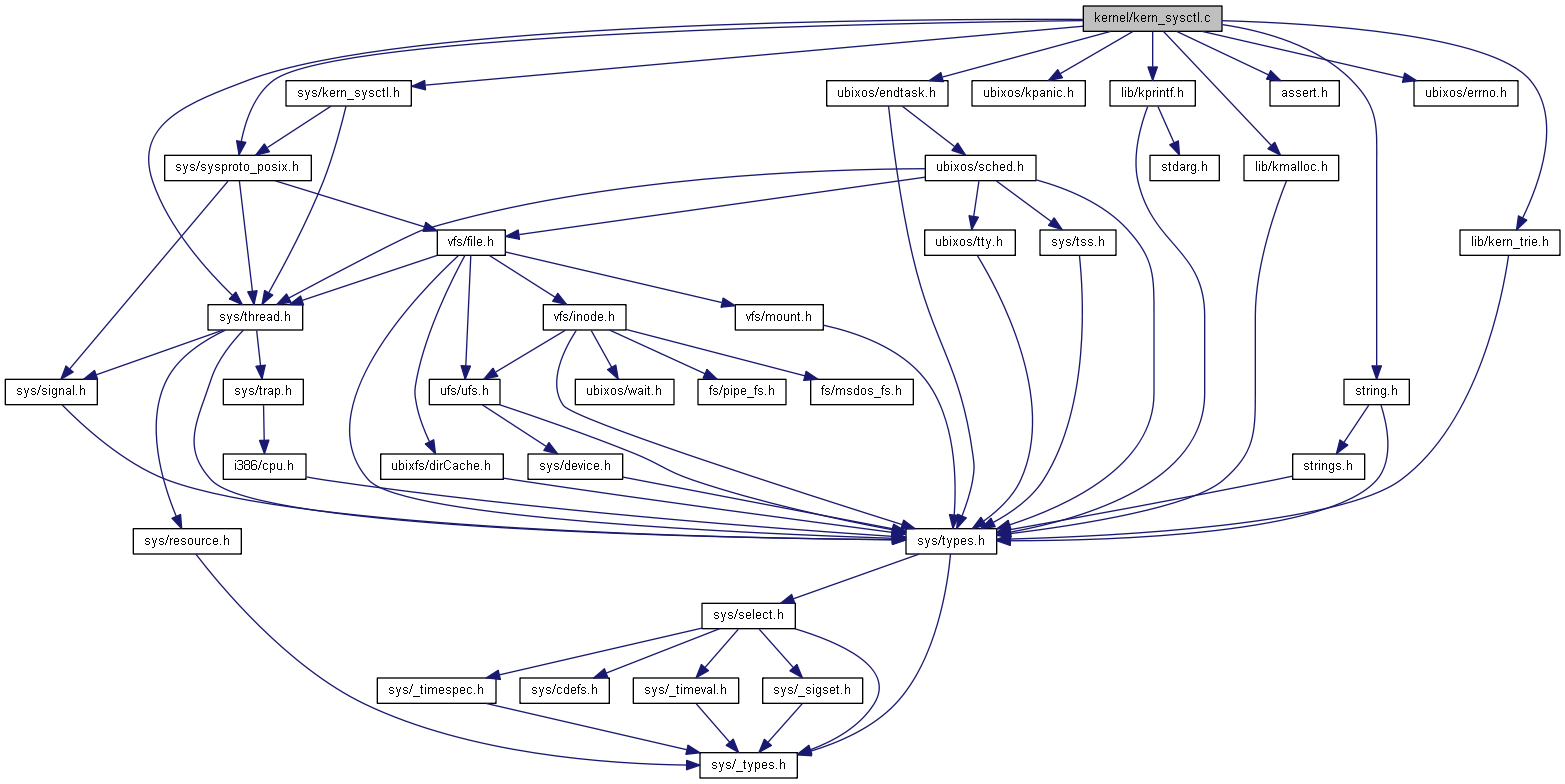 kernel/kern_sysctl.c
sys/kern_sysctl.h
ubixos/endtask.h
ubixos/kpanic.h
lib/kprintf.h
assert.h
ubixos/errno.h
sys/sysproto_posix.h
ubixos/sched.h
stdarg.h
lib/kmalloc.h
vfs/file.h
ubixos/tty.h
sys/tss.h
lib/kern_trie.h
sys/thread.h
vfs/inode.h
vfs/mount.h
sys/signal.h
sys/trap.h
ufs/ufs.h
ubixos/wait.h
fs/pipe_fs.h
fs/msdos_fs.h
string.h
i386/cpu.h
ubixfs/dirCache.h
sys/device.h
strings.h
sys/resource.h
sys/types.h
sys/select.h
sys/_timespec.h
sys/cdefs.h
sys/_timeval.h
sys/_sigset.h
sys/_types.h